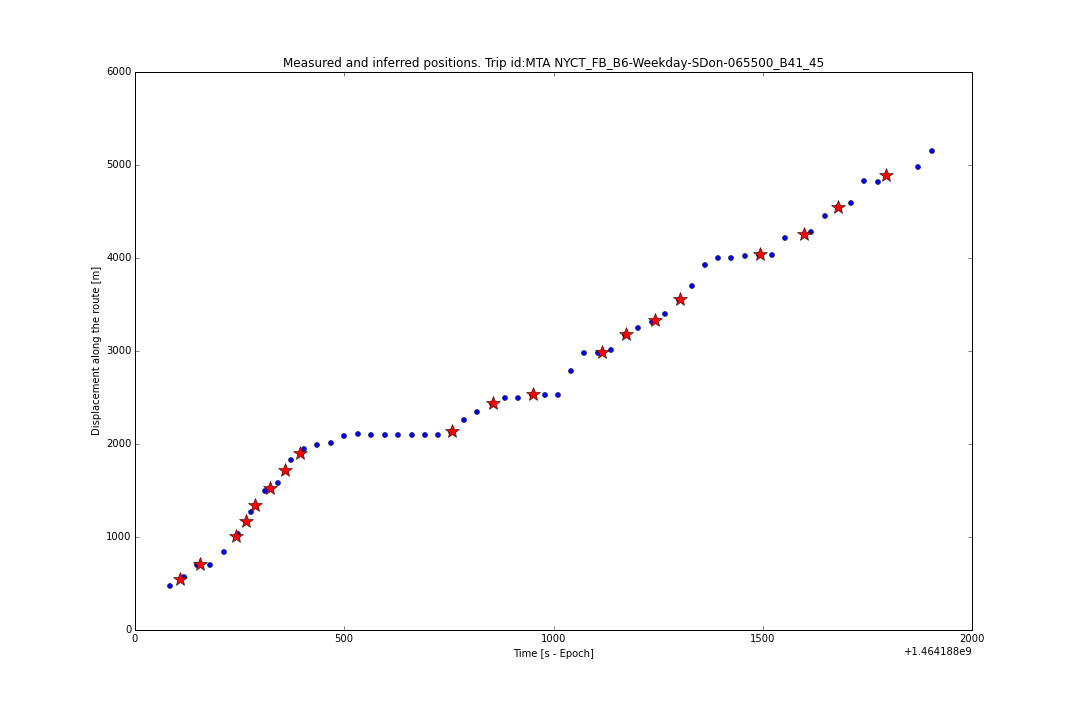 Measured and inferred positions. Trip id:MTA NYCT_FB_B6-Weekday-SDon-065500_B41_45
6000
5000
4000
3000
2000
1000
0
Displacement along the route [m]
0 500 1000 1500 2000
Time [s - Epoch]
+1.464188e9